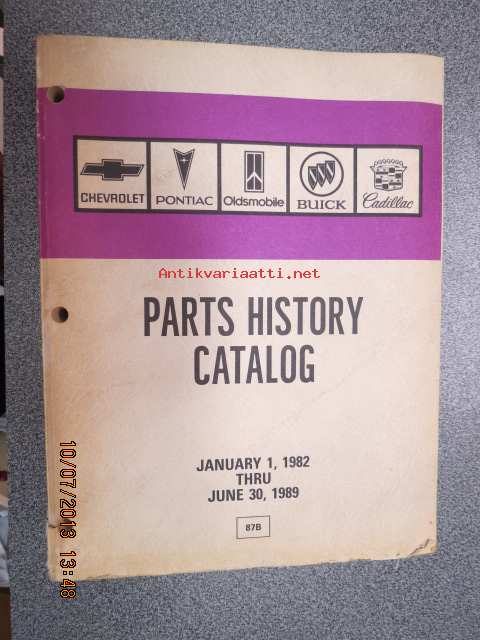 CHEVROLET
PONTIAC
Oldsmobile
BUICK
Cadillac
Antikvariaatti.net
PARTS HISTORY
CATALOG
JANUARY 1, 1982
THRU
JUNE 30, 1989
87B
10/07/2013 13:48